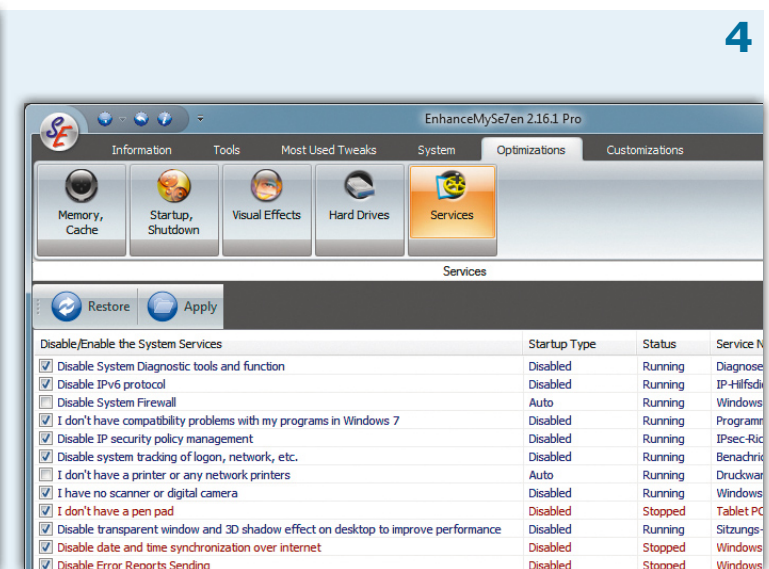 4
SE
EnhanceMySe7en 2.16.1 Pro
Information Tools Most Used Tweaks System Optimizations Customizations
Memory, Cache Startup, Shutdown Visual Effects Hard Drives Services
Services
Restore Apply
Disable/Enable the System Services Startup Type Status Service N
Disable System Diagnostic tools and function Disabled Running Diagnose
Disable IPv6 protocol Disabled Running IP-Hilfsdi
Disable System Firewall Auto Running Windows
I don't have compatibility problems with my programs in Windows 7 Disabled Running Programm
Disable IP security policy management Disabled Running IPsec-Ric
Disable system tracking of logon, network, etc. Disabled Running Benachric
I don't have a printer or any network printers Auto Running Druckwar
I have no scanner or digital camera Disabled Running Windows
I don't have a pen pad Disabled Stopped Tablet PC
Disable transparent window and 3D shadow effect on desktop to improve performance Disabled Running Sitzungs-
Disable date and time synchronization over internet Disabled Stopped Windows
Disable Error Reports Sending Disabled Stopped Windows